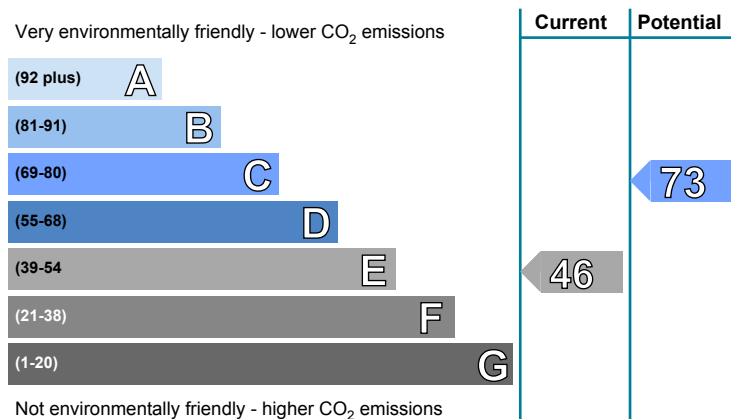 Current Potential
Very environmentally friendly - lower CO2 emissions
(92 plus) A
(81-91) B
(69-80) C
73
(55-68) D
(39-54 E
46
(21-38) F
(1-20) G
Not environmentally friendly - higher CO2 emissions